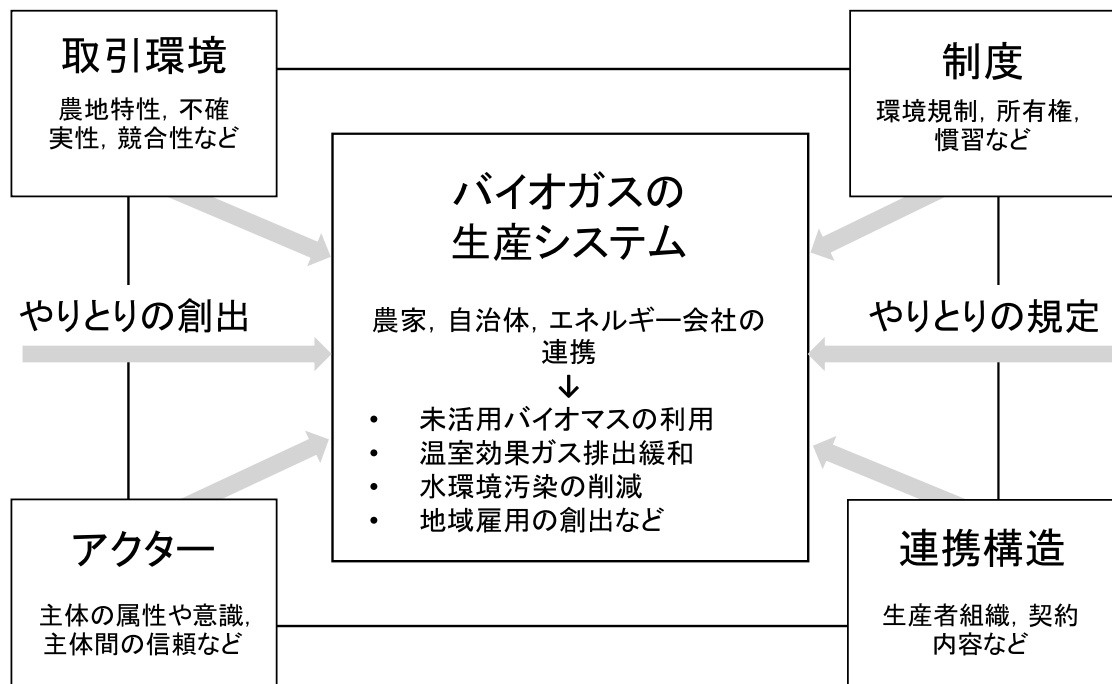 取引環境
農地特性, 不確
実性, 競合性など
制度
環境規制, 所有権,
慣習など
バイオガスの
生産システム
農家, 自治体, エネルギー会社の
連携
↓
• 未活用バイオマスの利用
• 温室効果ガス排出緩和
• 水環境汚染の削減
• 地域雇用の創出など
やりとりの創出
やりとりの規定
アクター
主体の属性や意識,
主体間の信頼など
連携構造
生産者組織, 契約
内容など